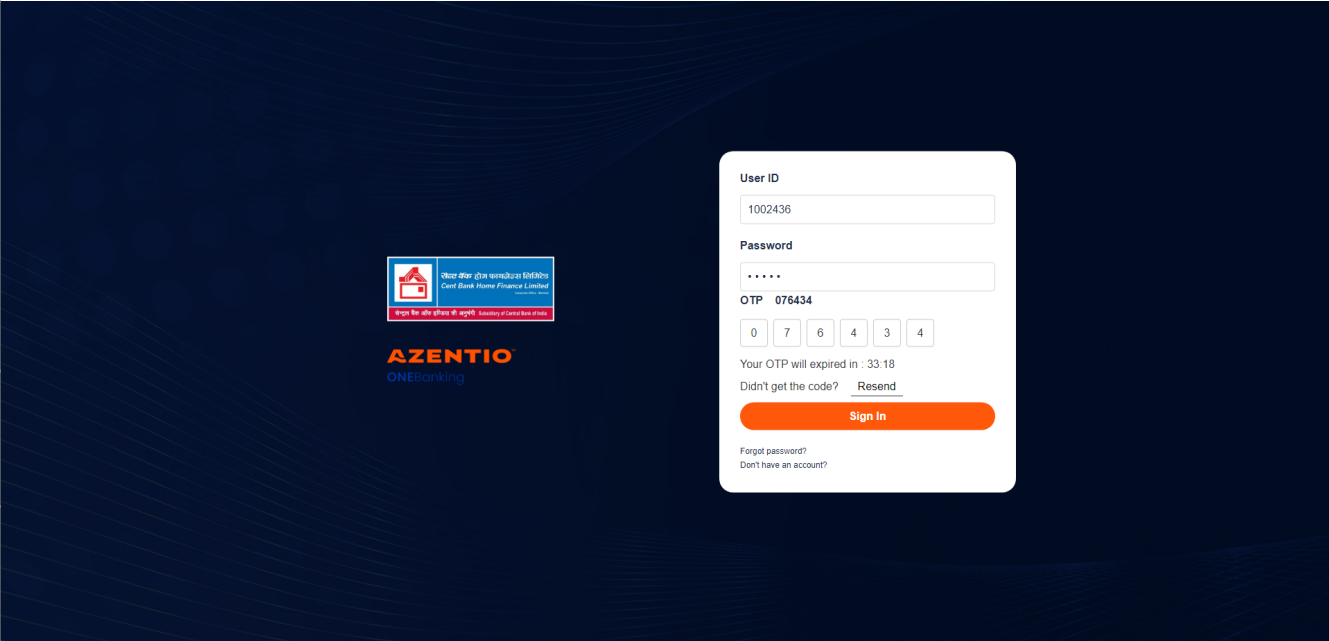 सेन्ट बैंक होम फायनेंस लिमिटेड
Cent Bank Home Finance Limited
सेन्ट्रल बैंक ऑफ इण्डिया की अनुषंगी Subsidiary of Central Bank of India
AZENTIO
ONEBanking
User ID
1002436
Password
•••••
OTP 076434
0 7 6 4 3 4
Your OTP will expired in : 33:18
Didn't get the code? Resend
Sign In
Forgot password?
Don't have an account?